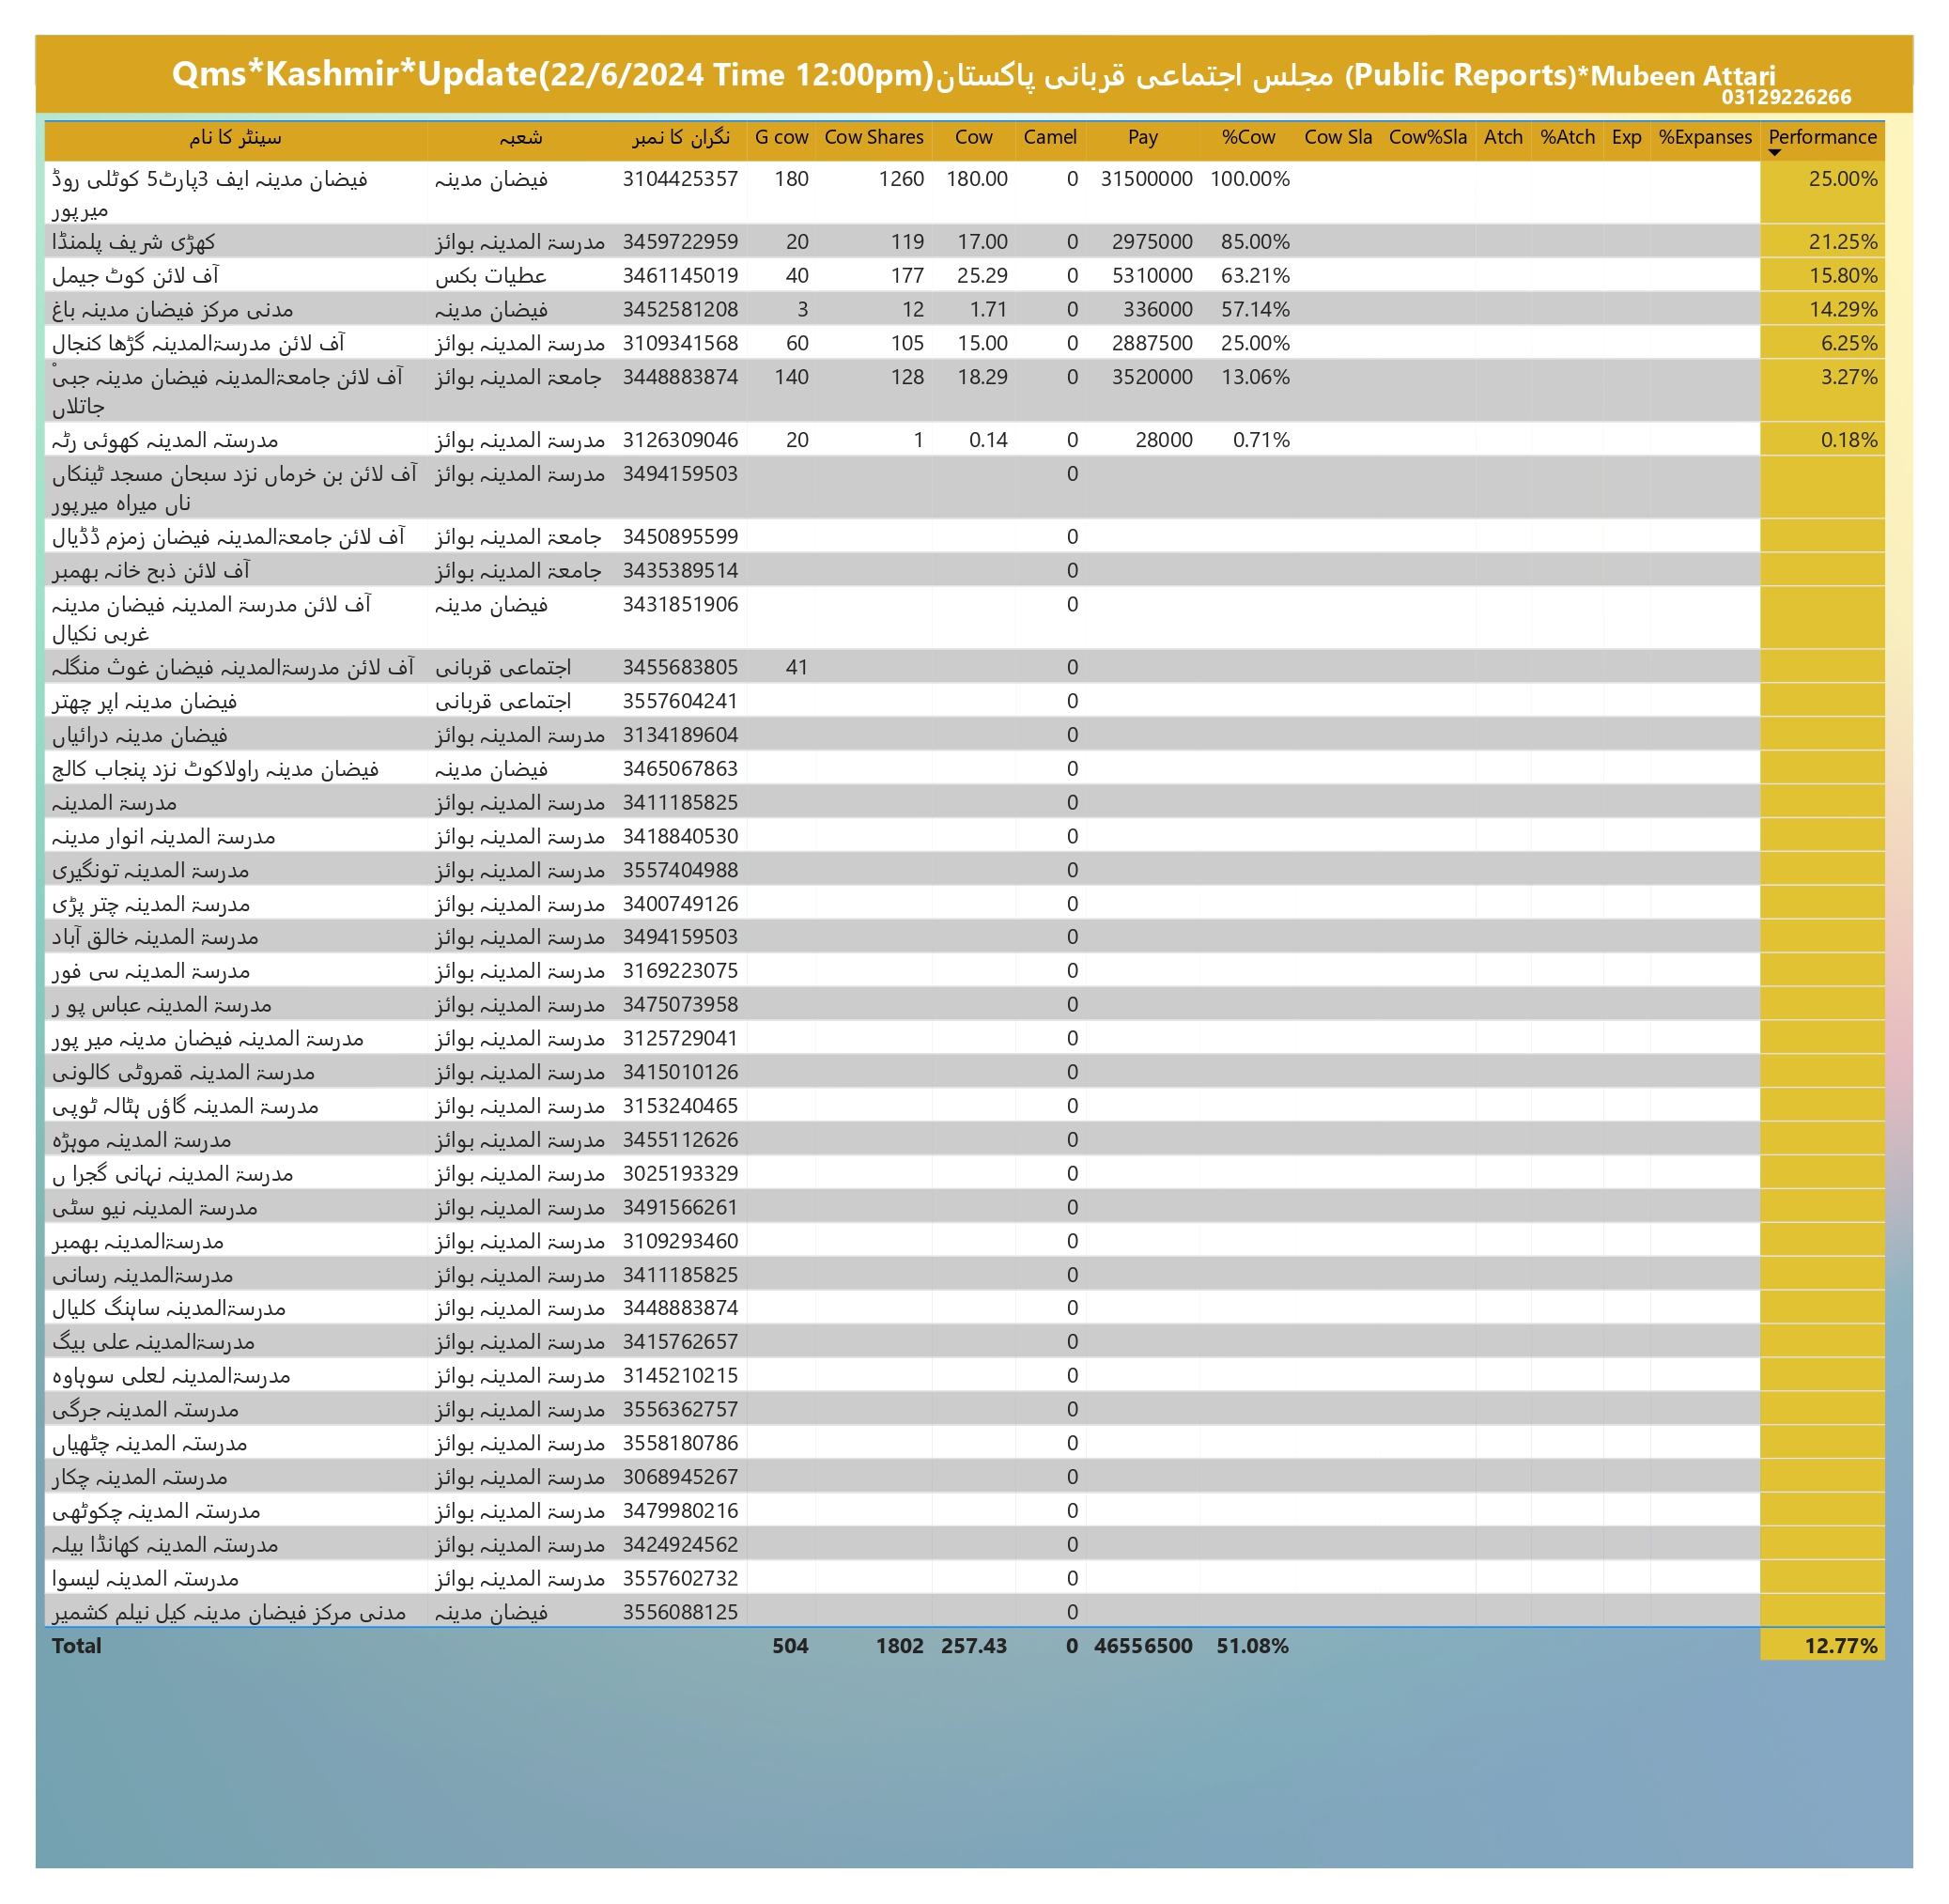 Qms*Kashmir*Update(22/6/2024 Time 12:00pm)مجلس اجتماعی قربانی پاکستان (Public Reports)*Mubeen Attari
03129226266
سینٹر کا نام شعبہ نگران کا نمبر G cow Cow Shares Cow Camel Pay %Cow Cow Sla Cow%Sla Atch %Atch Exp %Expanses Performance
فیضان مدینہ ایف 3پارٹ5 کوٹلی روڈ فیضان مدینہ 3104425357 180 1260 180.00 0 31500000 100.00% 25.00%
میرپور
کھڑی شریف پلمنڈا مدرسۃ المدینہ بوائز 3459722959 20 119 17.00 0 2975000 85.00% 21.25%
آف لائن کوٹ جیمل عطیات بکس 3461145019 40 177 25.29 0 5310000 63.21% 15.80%
مدنی مرکز فیضان مدینہ باغ فیضان مدینہ 3452581208 3 12 1.71 0 336000 57.14% 14.29%
آف لائن مدرسۃالمدینہ گڑھا کنجال مدرسۃ المدینہ بوائز 3109341568 60 105 15.00 0 2887500 25.00% 6.25%
آف لائن جامعۃالمدینہ فیضان مدینہ جبیْ جامعۃ المدینہ بوائز 3448883874 140 128 18.29 0 3520000 13.06% 3.27%
جاتلاں
مدرستہ المدینہ کھوئی رٹہ مدرسۃ المدینہ بوائز 3126309046 20 1 0.14 0 28000 0.71% 0.18%
آف لائن بن خرماں نزد سبحان مسجد ٹینکاں مدرسۃ المدینہ بوائز 3494159503 0
ناں میراہ میرپور
آف لائن جامعۃالمدینہ فیضان زمزم ڈڈیال جامعۃ المدینہ بوائز 3450895599 0
آف لائن ذبح خانہ بھمبر جامعۃ المدینہ بوائز 3435389514 0
آف لائن مدرسۃ المدینہ فیضان مدینہ فیضان مدینہ 3431851906 0
غربی نکیال
آف لائن مدرسۃالمدینہ فیضان غوث منگلہ اجتماعی قربانی 3455683805 41 0
فیضان مدینہ اپر چھتر اجتماعی قربانی 3557604241 0
فیضان مدینہ درائیاں مدرسۃ المدینہ بوائز 3134189604 0
فیضان مدینہ راولاکوٹ نزد پنجاب کالج فیضان مدینہ 3465067863 0
مدرسۃ المدینہ مدرسۃ المدینہ بوائز 3411185825 0
مدرسۃ المدینہ انوار مدینہ مدرسۃ المدینہ بوائز 3418840530 0
مدرسۃ المدینہ تونگیری مدرسۃ المدینہ بوائز 3557404988 0
مدرسۃ المدینہ چتر پڑی مدرسۃ المدینہ بوائز 3400749126 0
مدرسۃ المدینہ خالق آباد مدرسۃ المدینہ بوائز 3494159503 0
مدرسۃ المدینہ سی فور مدرسۃ المدینہ بوائز 3169223075 0
مدرسۃ المدینہ عباس پو ر مدرسۃ المدینہ بوائز 3475073958 0
مدرسۃ المدینہ فیضان مدینہ میر پور مدرسۃ المدینہ بوائز 3125729041 0
مدرسۃ المدینہ قمروٹی کالونی مدرسۃ المدینہ بوائز 3415010126 0
مدرسۃ المدینہ گاؤں ہٹالہ ٹوپی مدرسۃ المدینہ بوائز 3153240465 0
مدرسۃ المدینہ موہڑہ مدرسۃ المدینہ بوائز 3455112626 0
مدرسۃ المدینہ نہانی گجرا ں مدرسۃ المدینہ بوائز 3025193329 0
مدرسۃ المدینہ نیو سٹی مدرسۃ المدینہ بوائز 3491566261 0
مدرسۃالمدینہ بھمبر مدرسۃ المدینہ بوائز 3109293460 0
مدرسۃالمدینہ رسانی مدرسۃ المدینہ بوائز 3411185825 0
مدرسۃالمدینہ ساہنگ کلیال مدرسۃ المدینہ بوائز 3448883874 0
مدرسۃالمدینہ علی بیگ مدرسۃ المدینہ بوائز 3415762657 0
مدرسۃالمدینہ لعلی سوہاوہ مدرسۃ المدینہ بوائز 3145210215 0
مدرستہ المدینہ جرگی مدرسۃ المدینہ بوائز 3556362757 0
مدرستہ المدینہ چٹھیاں مدرسۃ المدینہ بوائز 3558180786 0
مدرستہ المدینہ چکار مدرسۃ المدینہ بوائز 3068945267 0
مدرستہ المدینہ چکوٹھی مدرسۃ المدینہ بوائز 3479980216 0
مدرستہ المدینہ کھانڈا بیلہ مدرسۃ المدینہ بوائز 3424924562 0
مدرستہ المدینہ لیسوا مدرسۃ المدینہ بوائز 3557602732 0
مدنی مرکز فیضان مدینہ کیل نیلم کشمیر فیضان مدینہ 3556088125 0
Total 504 1802 257.43 0 46556500 51.08% 12.77%